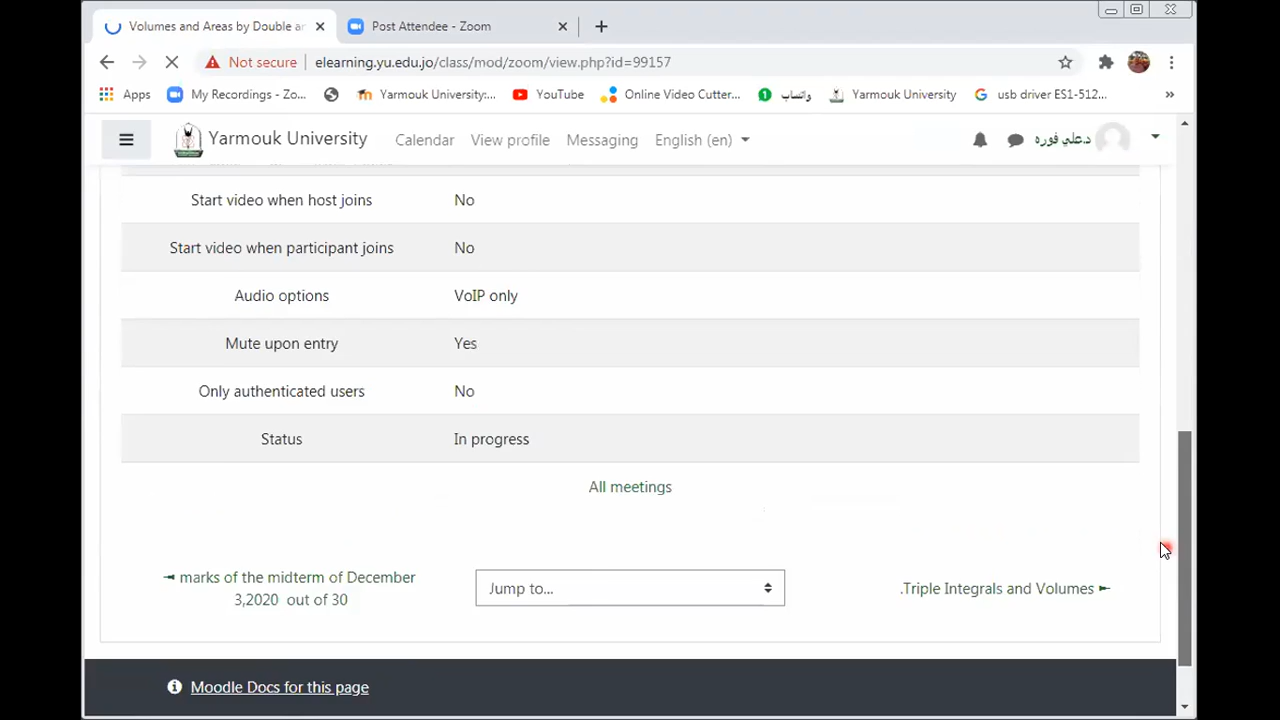 Volumes and Areas by Double an
Post Attendee - Zoom
Not secure
elearning.yu.edu.jo/class/mod/zoom/view.php?id=99157
Apps
My Recordings - Zo...
Yarmouk University:...
YouTube
Online Video Cutter...
واتساب
Yarmouk University
usb driver ES1-512...
»
Yarmouk University
Calendar
View profile
Messaging
English (en)
د.علي فوره
Start video when host joins No
Start video when participant joins No
Audio options VoIP only
Mute upon entry Yes
Only authenticated users No
Status In progress
All meetings
◄ marks of the midterm of December
3,2020 out of 30
Jump to...
.Triple Integrals and Volumes ►
Moodle Docs for this page